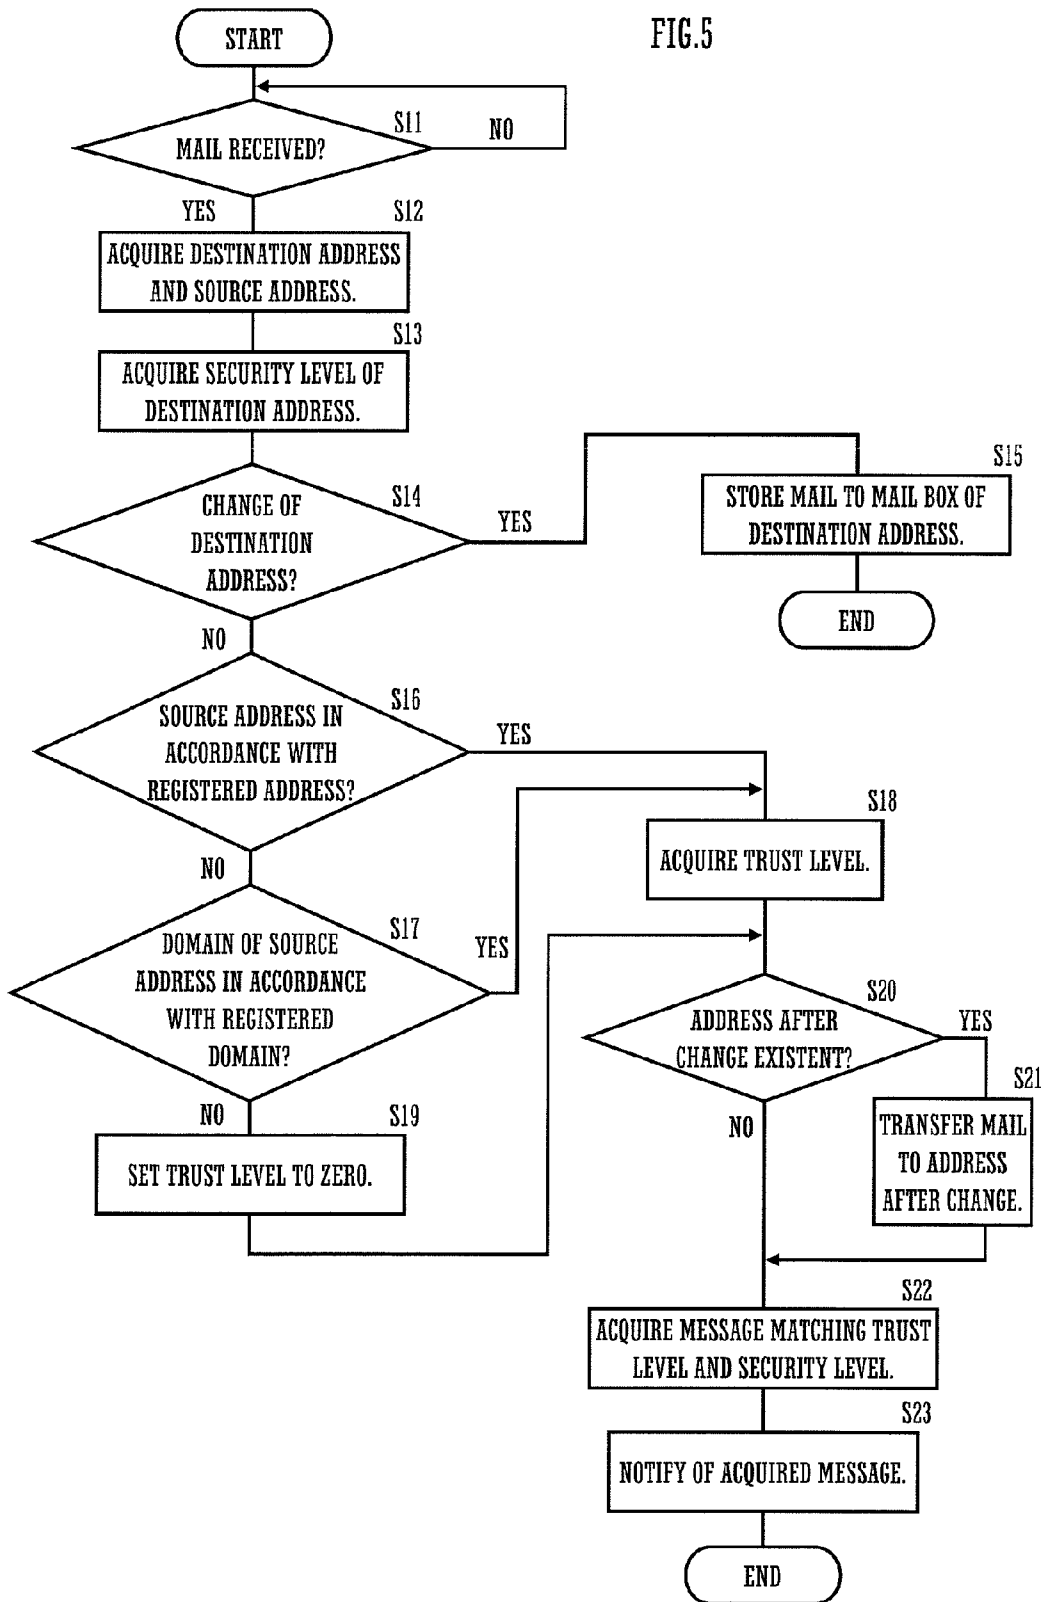 FIG.5
START
S11
MAIL RECEIVED?
NO
YES
S12
ACQUIRE DESTINATION ADDRESS
AND SOURCE ADDRESS.
S13
ACQUIRE SECURITY LEVEL OF
DESTINATION ADDRESS.
S14
CHANGE OF
DESTINATION
ADDRESS?
YES
S15
STORE MAIL TO MAIL BOX OF
DESTINATION ADDRESS.
END
NO
S16
SOURCE ADDRESS IN
ACCORDANCE WITH
REGISTERED ADDRESS?
YES
NO
S17
DOMAIN OF SOURCE
ADDRESS IN ACCORDANCE
WITH REGISTERED
DOMAIN?
YES
S18
ACQUIRE TRUST LEVEL.
NO
S19
SET TRUST LEVEL TO ZERO.
S20
ADDRESS AFTER
CHANGE EXISTENT?
YES
S21
TRANSFER MAIL
TO ADDRESS
AFTER CHANGE.
NO
S22
ACQUIRE MESSAGE MATCHING TRUST
LEVEL AND SECURITY LEVEL.
S23
NOTIFY OF ACQUIRED MESSAGE.
END